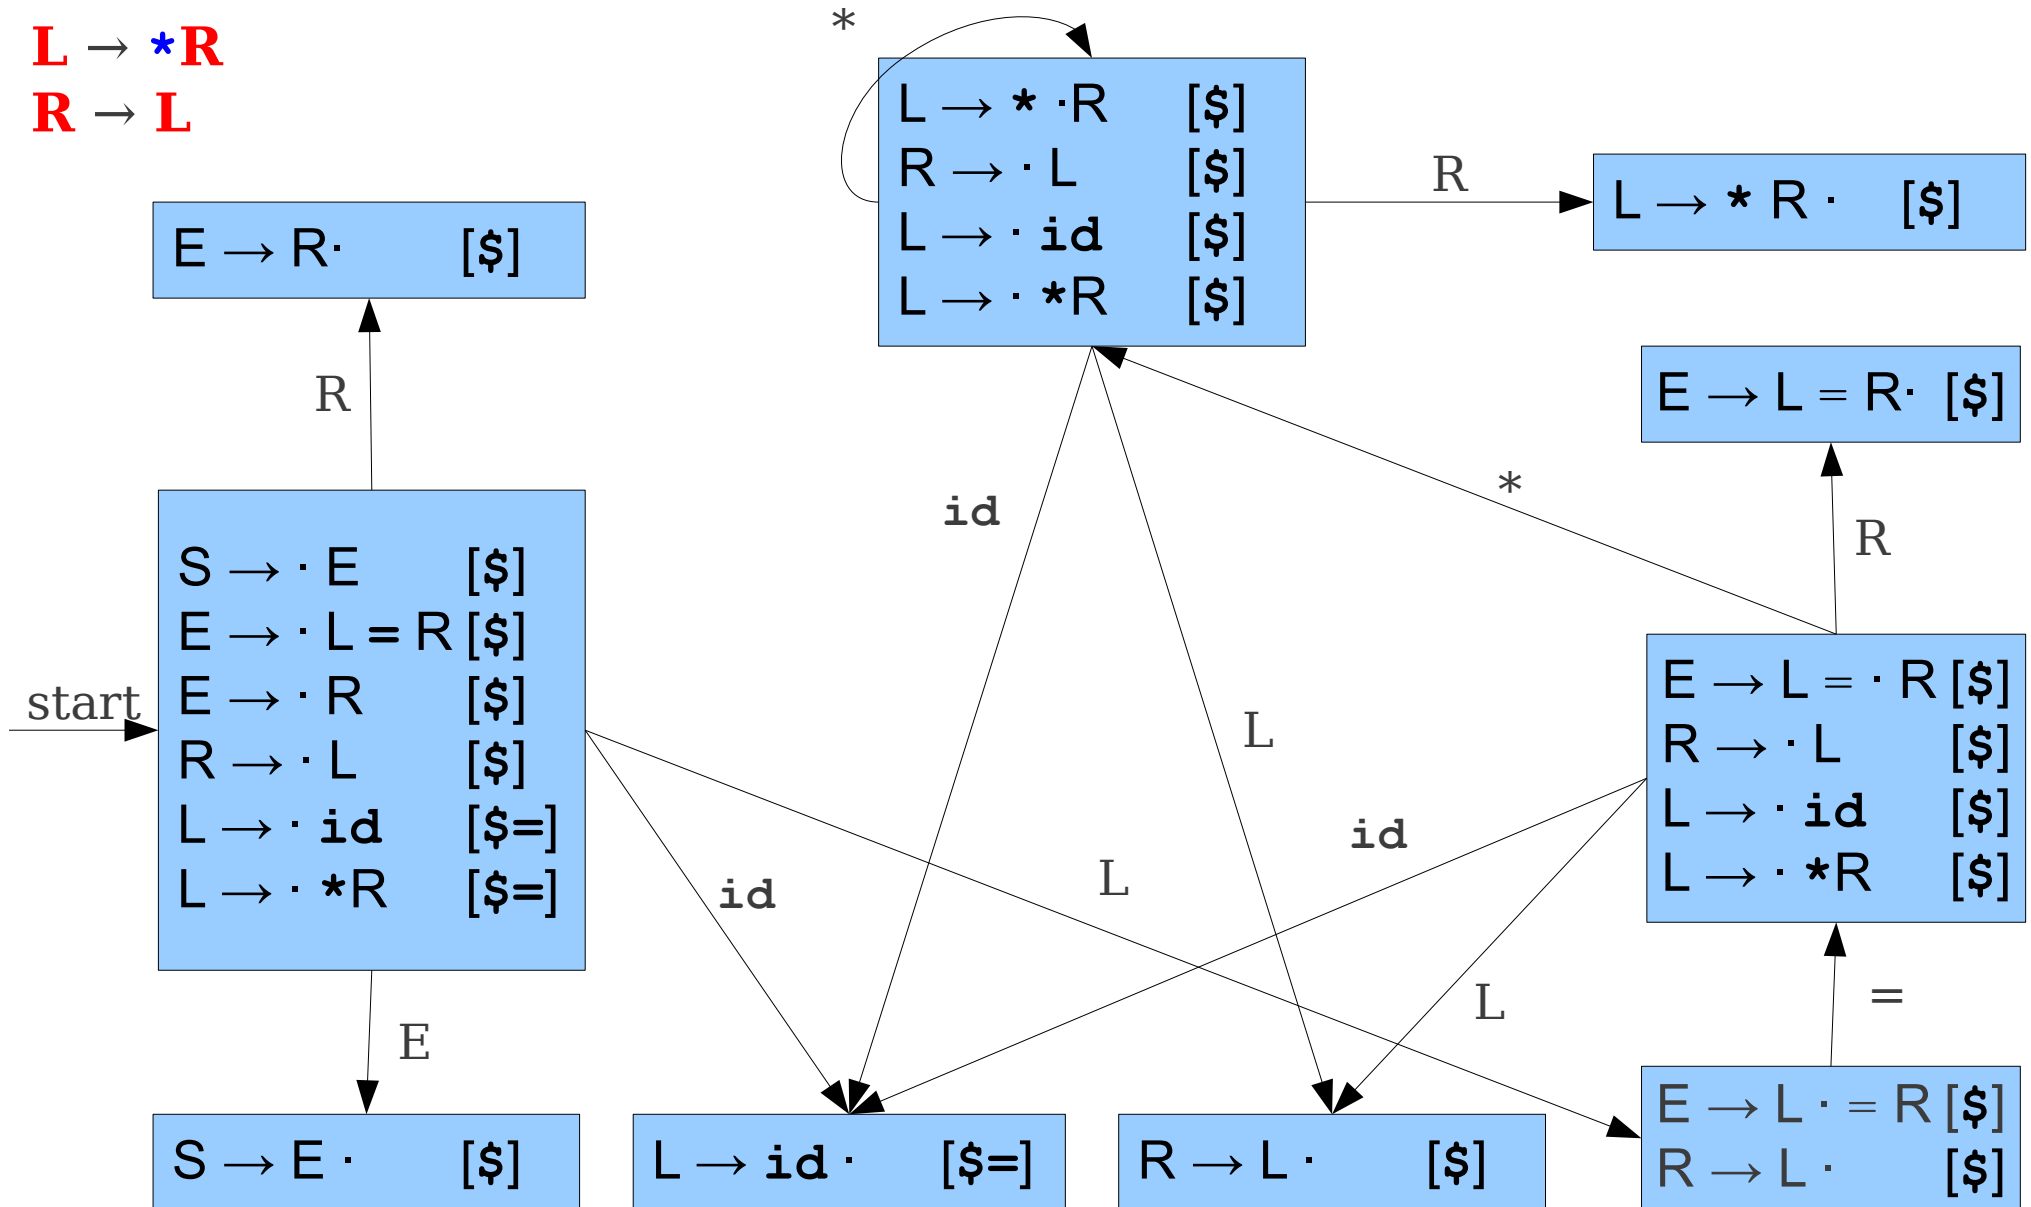 L → *R
R → L
*
L → * ·R [$]
R → · L [$]
L → · id [$]
L → · *R [$]
R
L → * R · [$]
E → R· [$]
R
E → L = R· [$]
*
R
id
S → · E [$]
E → · L = R [$]
E → · R [$]
R → · L [$]
L → · id [$=]
L → · *R [$=]
start
L
E → L = · R [$]
R → · L [$]
L → · id [$]
L → · *R [$]
id
id
L
L
=
E
S → E · [$]
L → id · [$=]
R → L · [$]
E → L · = R [$]
R → L · [$]